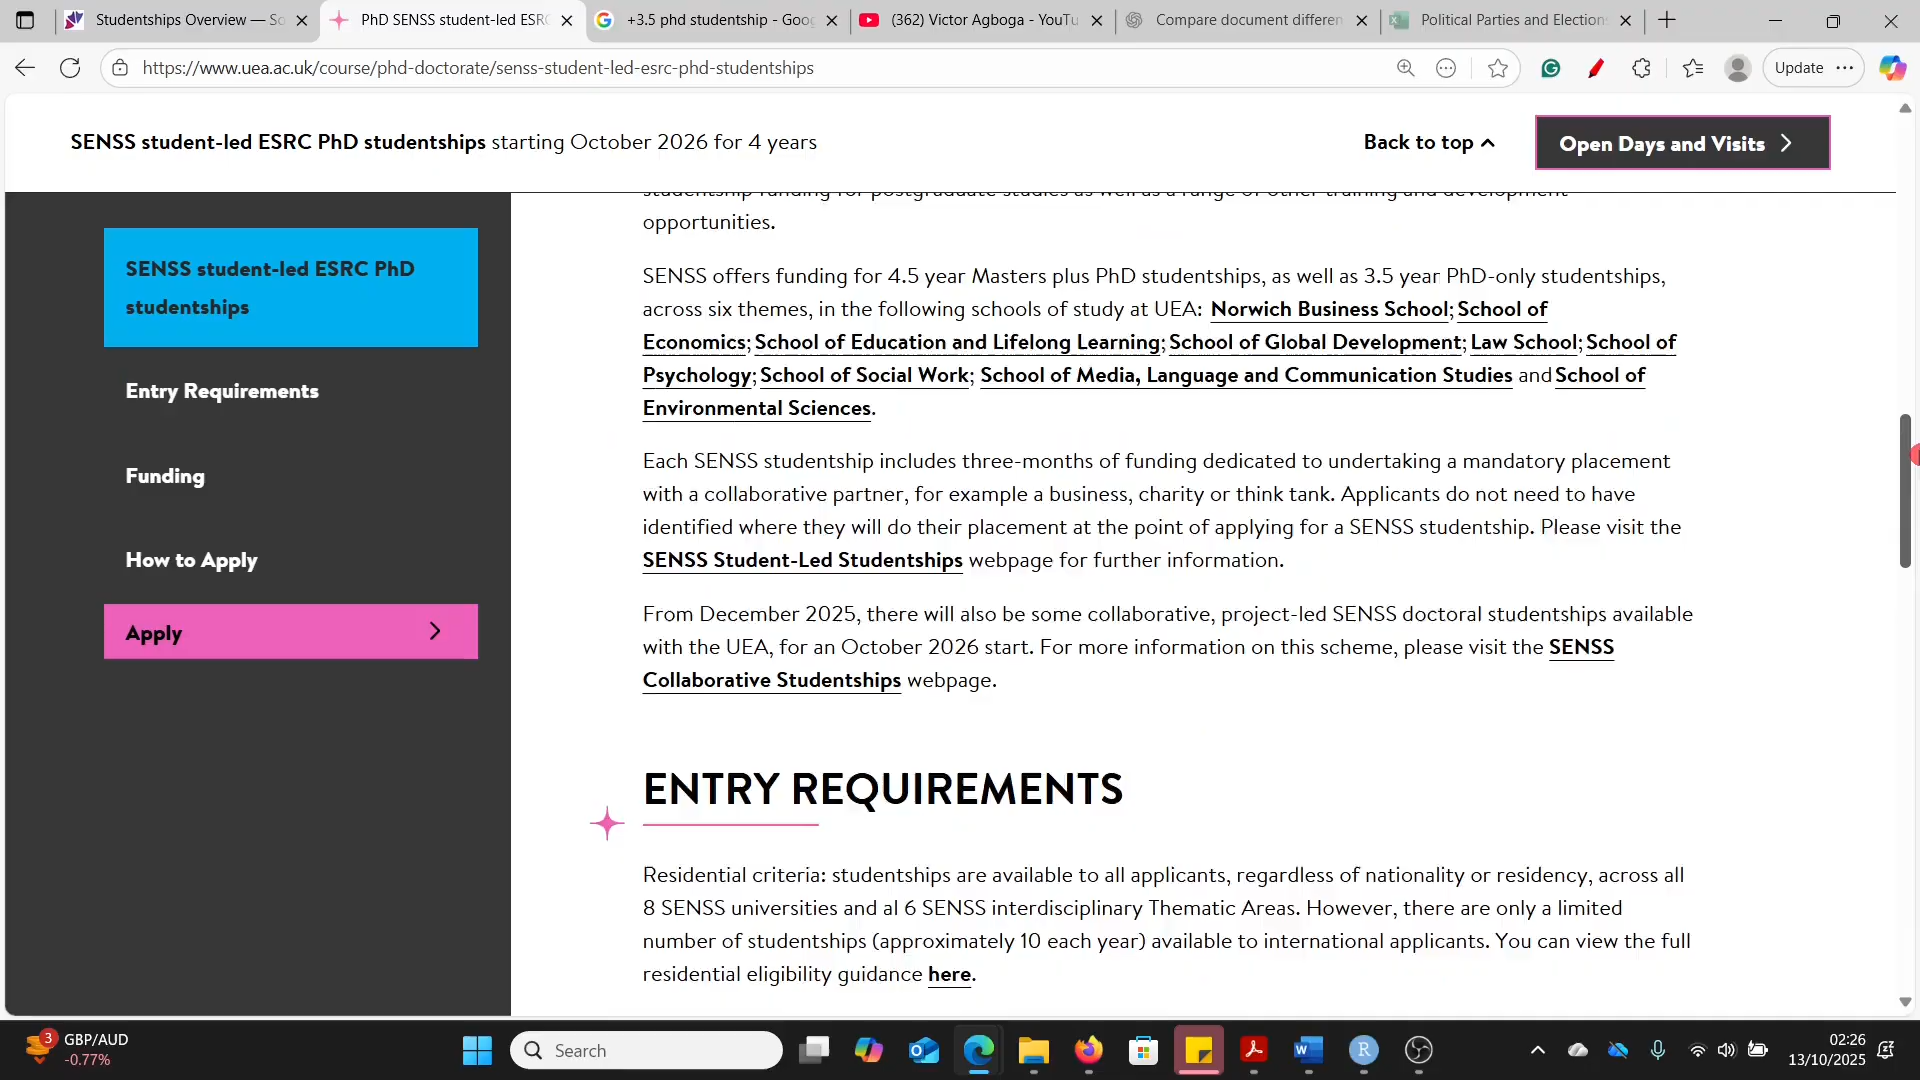 Studentships Overview — So
PhD SENSS student-led ESRC
+3.5 phd studentship - Goog
(362) Victor Agboga - YouTu
Compare document differen
Political Parties and Election
https://www.uea.ac.uk/course/phd-doctorate/senss-student-led-esrc-phd-studentships
Update
SENSS student-led ESRC PhD studentships starting October 2026 for 4 years
Back to top
Open Days and Visits
SENSS student-led ESRC PhD
studentships
Entry Requirements
Funding
How to Apply
Apply
studentship funding for postgraduate studies as well as a range of other training and development
opportunities.
SENSS offers funding for 4.5 year Masters plus PhD studentships, as well as 3.5 year PhD-only studentships,
across six themes, in the following schools of study at UEA: Norwich Business School; School of
Economics; School of Education and Lifelong Learning; School of Global Development; Law School; School of
Psychology; School of Social Work; School of Media, Language and Communication Studies and School of
Environmental Sciences.
Each SENSS studentship includes three-months of funding dedicated to undertaking a mandatory placement
with a collaborative partner, for example a business, charity or think tank. Applicants do not need to have
identified where they will do their placement at the point of applying for a SENSS studentship. Please visit the
SENSS Student-Led Studentships webpage for further information.
From December 2025, there will also be some collaborative, project-led SENSS doctoral studentships available
with the UEA, for an October 2026 start. For more information on this scheme, please visit the SENSS
Collaborative Studentships webpage.
ENTRY REQUIREMENTS
Residential criteria: studentships are available to all applicants, regardless of nationality or residency, across all
8 SENSS universities and al 6 SENSS interdisciplinary Thematic Areas. However, there are only a limited
number of studentships (approximately 10 each year) available to international applicants. You can view the full
residential eligibility guidance here.
3
GBP/AUD
-0.77%
Search
02:26
13/10/2025